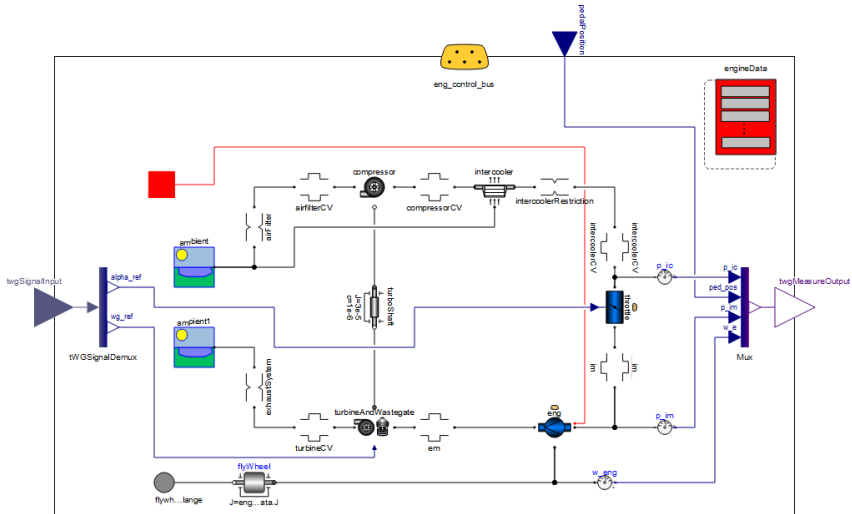 pedalPosition
eng_control_bus
engineData
compressor
intercooler
airfilterCV
compressorCV
intercoolerRestriction
airFilter
intercoolerCV
intercoolerCV
ambient
twgSignalInput
alpha_ref
p_ic
p_ic
twgMeasureOutput
ped_pos
turboShaft
J=3e-5
c=1e-6
throttle
wg_ref
p_im
w_e
tWGSignalDemux
Mux
im
im
exhaustSystem
turbineAndWastegate
eng
p_im
turbineCV
em
flyWheel
w_eng
flywh...lange
J=eng...ata.J